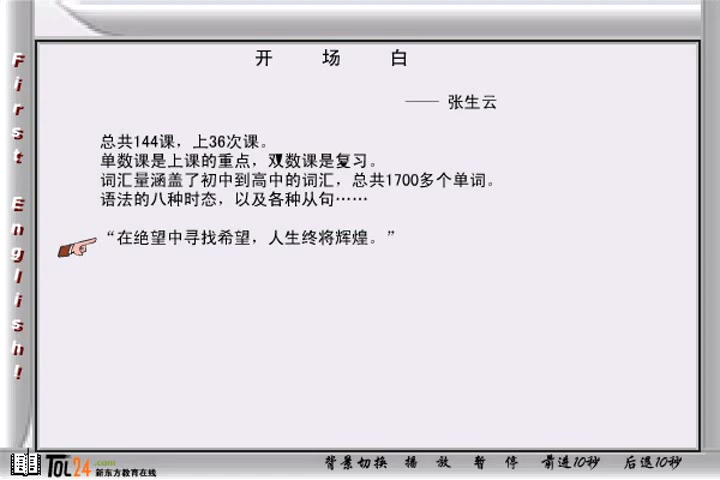 TOL24
开 场 白
—— 张生云
总共144课，上36次课。
单数课是上课的重点，双数课是复习。
词汇量涵盖了初中到高中的词汇，总共1700多个单词。
语法的八种时态，以及各种从句……
“在绝望中寻找希望，人生终将辉煌。”
First English!
TOL24.com
新东方教育在线
背景切换 播 放 暂 停 前进10秒 后退10秒